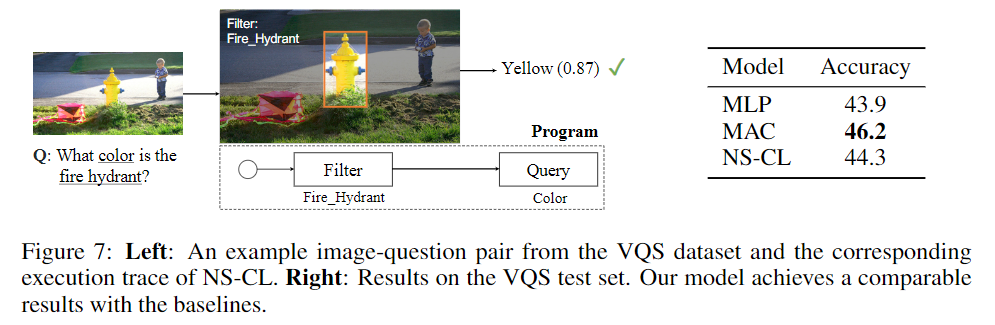 Filter:
Fire_Hydrant
Yellow (0.87) ✓
Q: What color is the
fire hydrant?
Program
Filter
Query
Fire_Hydrant
Color
Model Accuracy
MLP 43.9
MAC 46.2
NS-CL 44.3
Figure 7: Left: An example image-question pair from the VQS dataset and the corresponding
execution trace of NS-CL. Right: Results on the VQS test set. Our model achieves a comparable
results with the baselines.